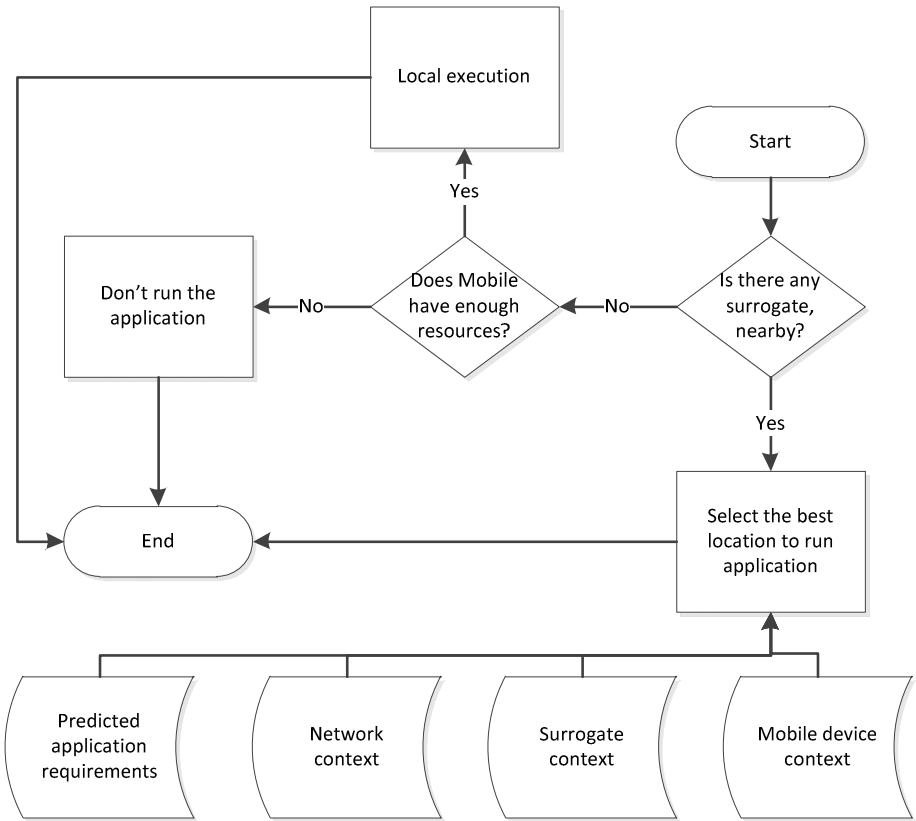 Local execution
Start
Yes
Does Mobile
have enough
resources?
Is there any
surrogate,
nearby?
Don’t run the
application
No
No
Yes
Select the best
location to run
application
End
Predicted
application
requirements
Network
context
Surrogate
context
Mobile device
context